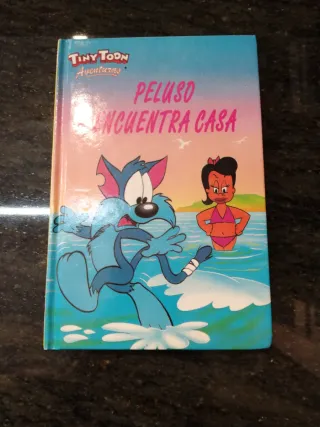 TINY TOON
Aventuras
PELUSO
ENCUENTRA CASA